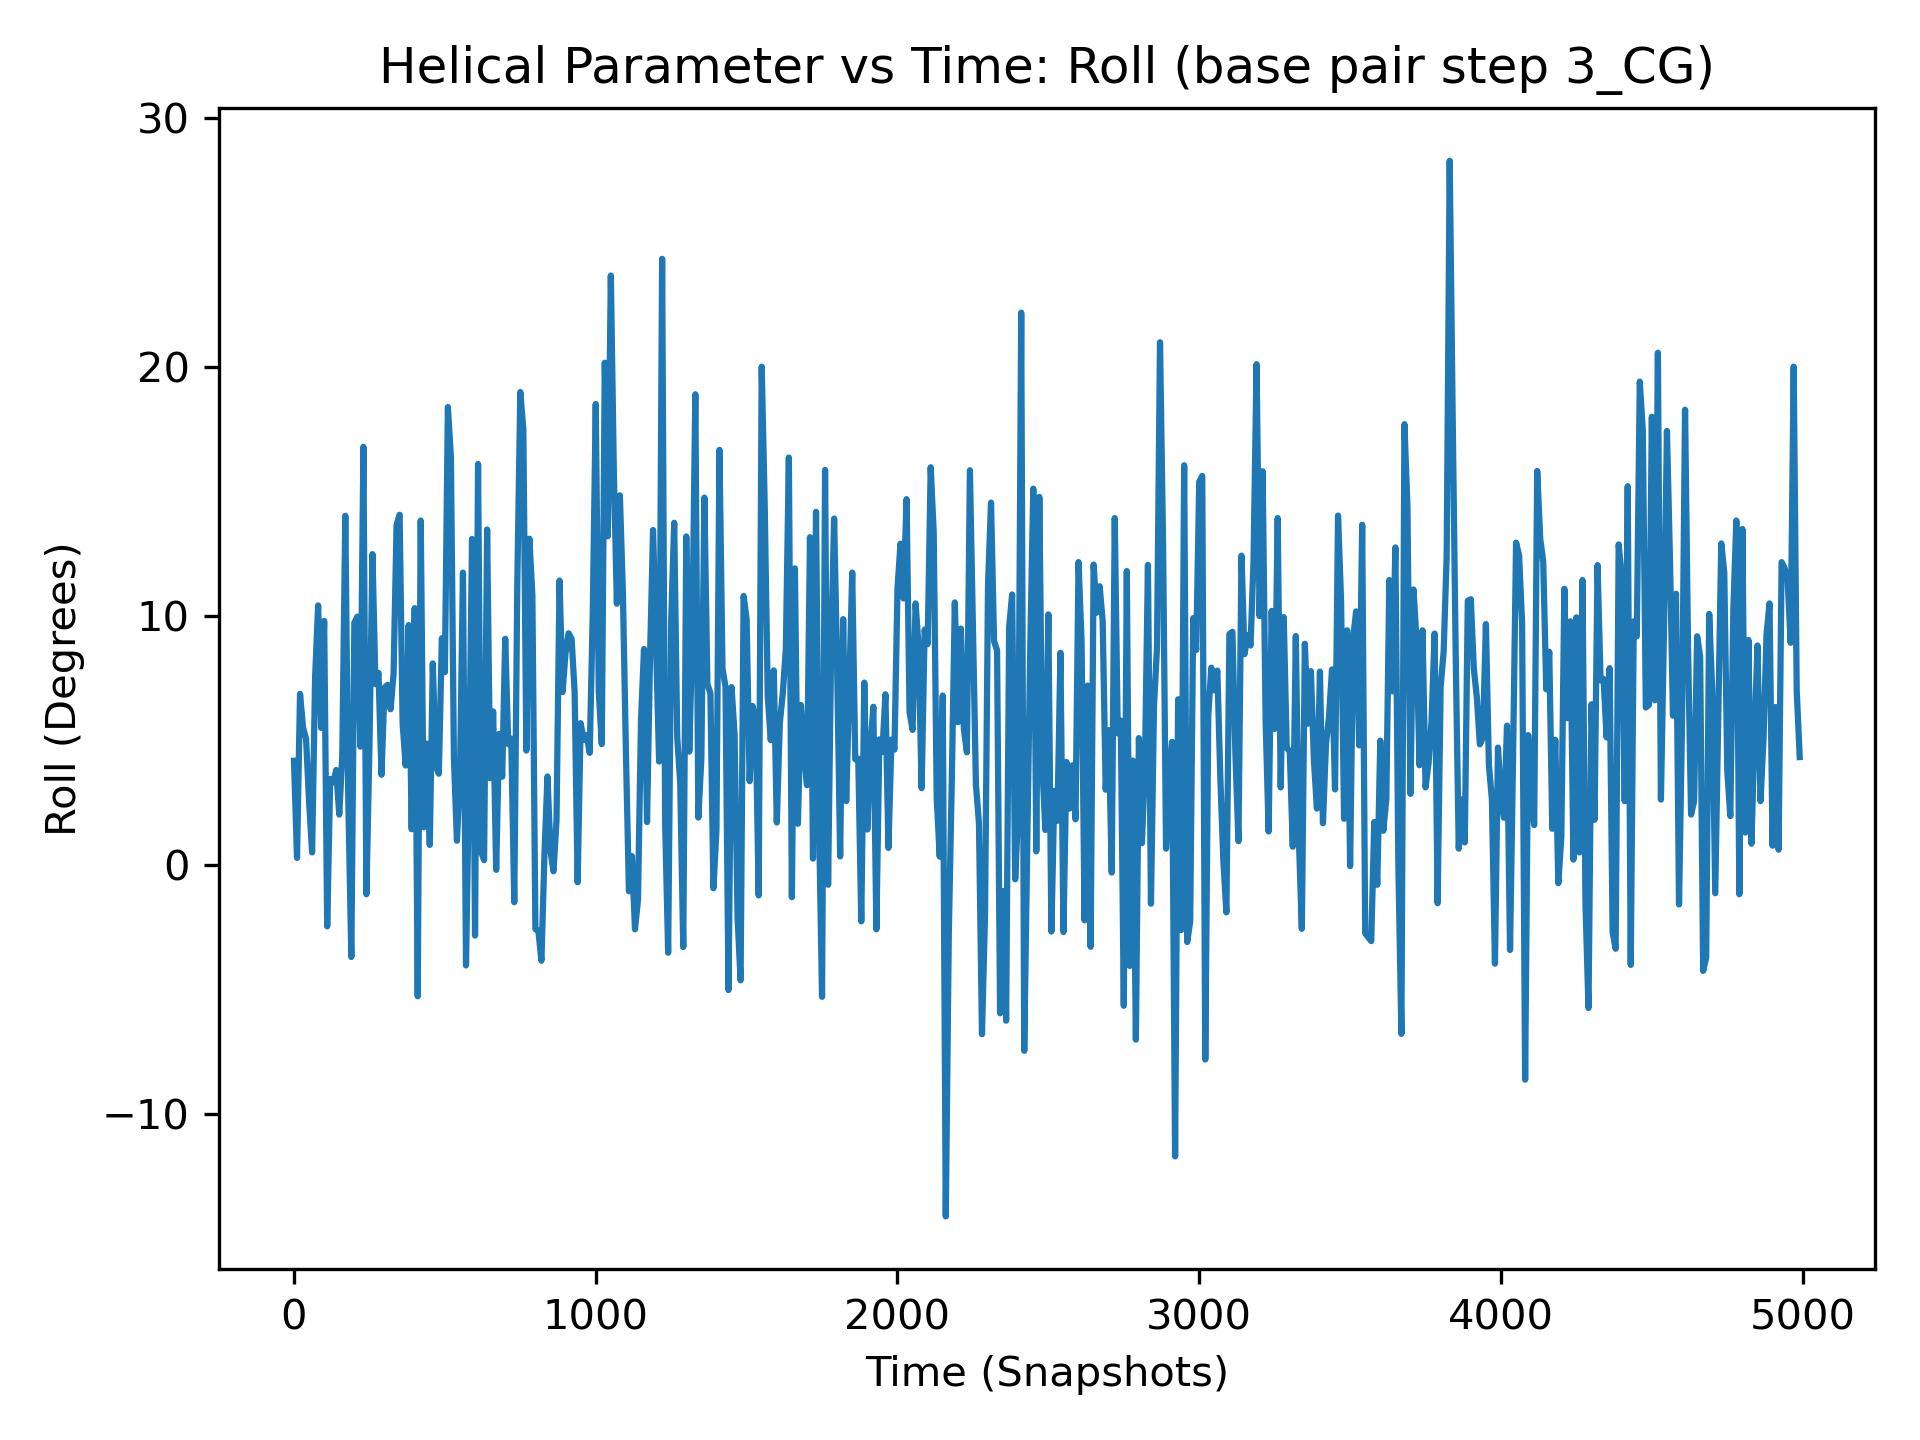 Helical Parameter vs Time: Roll (base pair step 3_CG)
30
20
10
0
−10
Roll (Degrees)
0 1000 2000 3000 4000 5000
Time (Snapshots)